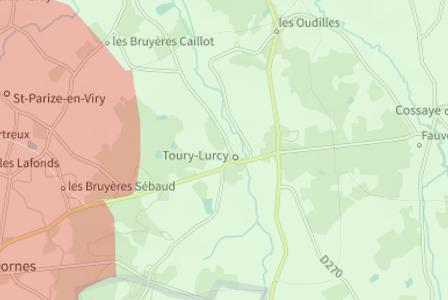 les Oudilles
les Bruyères Caillot
St-Parize-en-Viry
Cossaye
rtreux
Fauve
les Lafonds
Toury-Lurcy
les Bruyères Sébaud
Dornes
D270